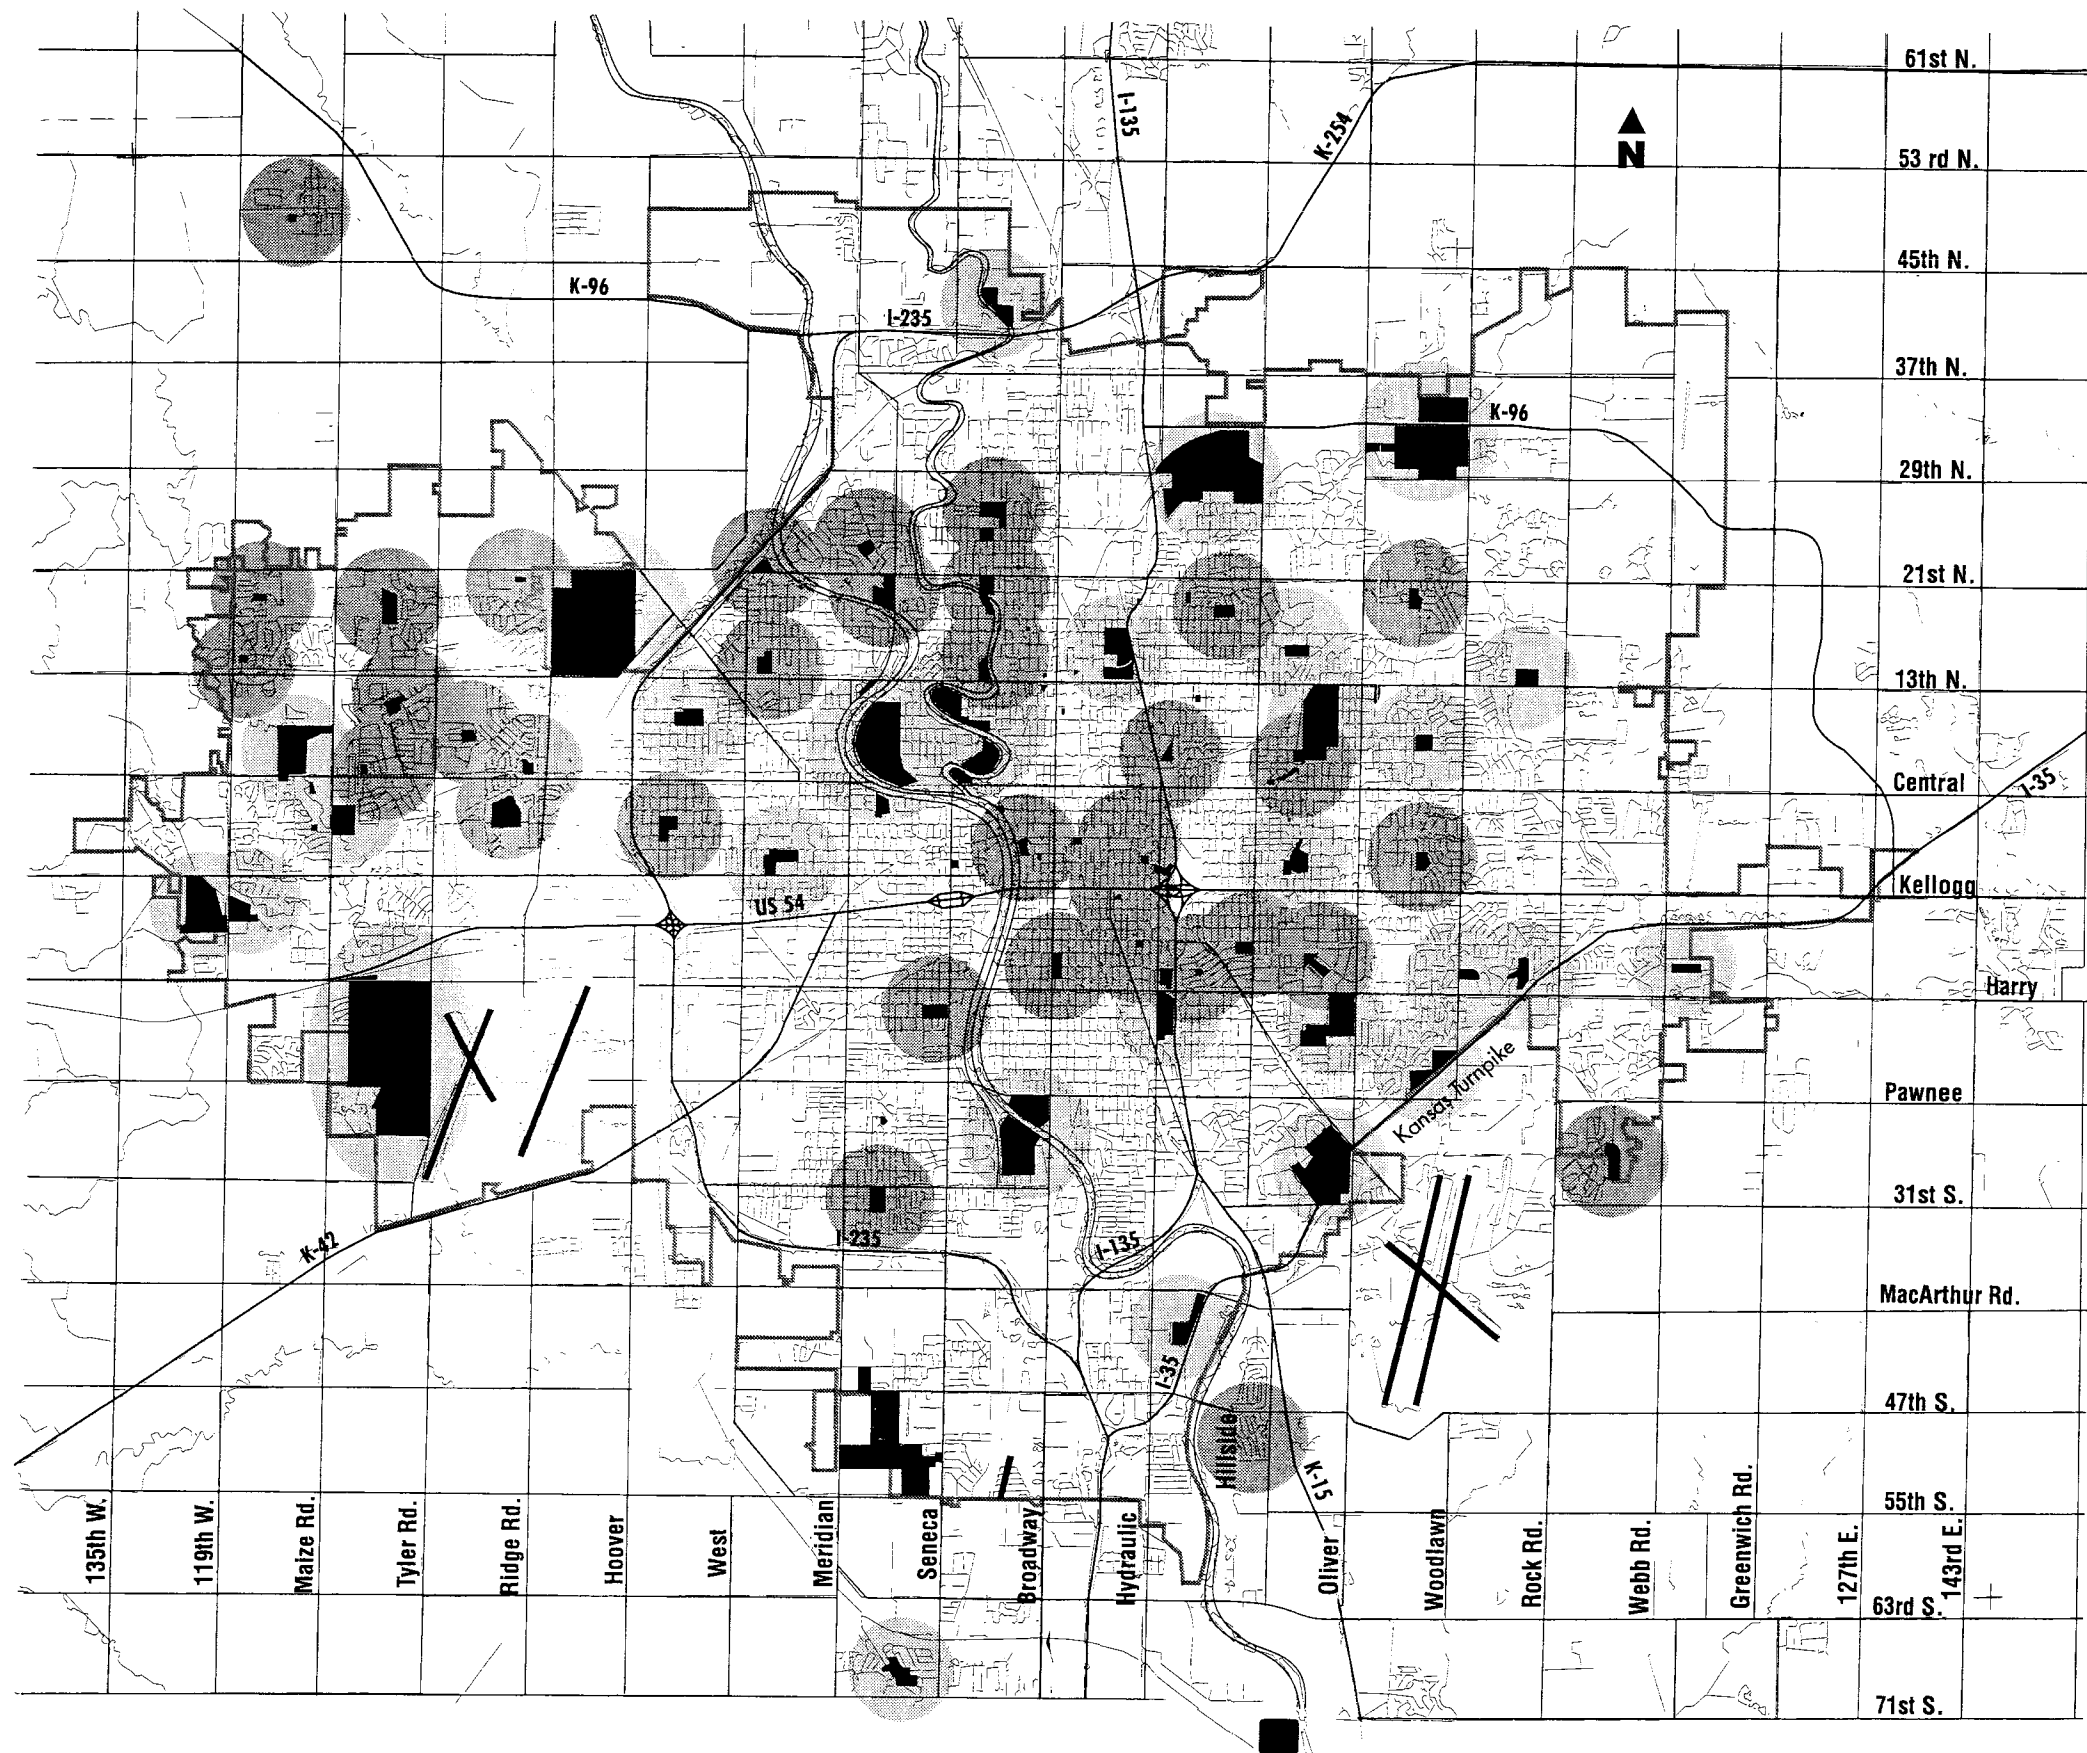 61st N.
I-135
K-254
N
53 rd N.
45th N.
K-96
I-235
37th N.
K-96
29th N.
21st N.
13th N.
Central
I-35
Kellogg
US 54
Harry
Kansas Turnpike
Pawnee
31st S.
K-42
I-235
I-135
MacArthur Rd.
I-35
47th S.
Hillside
K-15
55th S.
135th W.
119th W.
Maize Rd.
Tyler Rd.
Ridge Rd.
Hoover
West
Meridian
Seneca
Broadway
Hydraulic
Oliver
Woodlawn
Rock Rd.
Webb Rd.
Greenwich Rd.
127th E.
143rd E.
63rd S.
71st S.